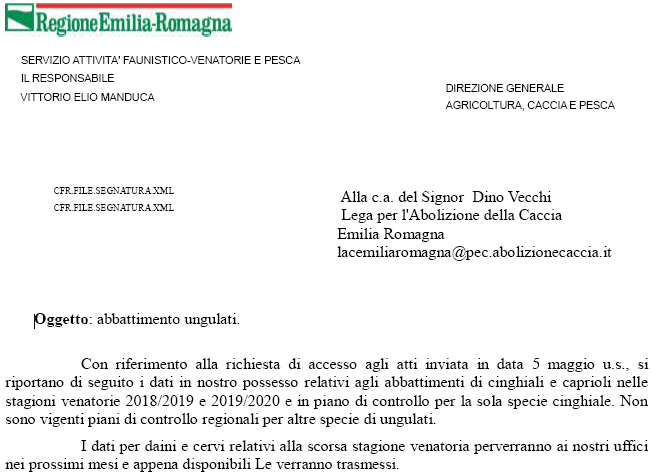 RegioneEmilia-Romagna
SERVIZIO ATTIVITA' FAUNISTICO-VENATORIE E PESCA
IL RESPONSABILE
VITTORIO ELIO MANDUCA
DIREZIONE GENERALE
AGRICOLTURA, CACCIA E PESCA
CFR.FILE.SEGNATURA.XML
CFR.FILE.SEGNATURA.XML
Alla c.a. del Signor Dino Vecchi
Lega per l'Abolizione della Caccia
Emilia Romagna
lacemiliaromagna@pec.abolizionecaccia.it
Oggetto: abbattimento ungulati.
Con riferimento alla richiesta di accesso agli atti inviata in data 5 maggio u.s., si
riportano di seguito i dati in nostro possesso relativi agli abbattimenti di cinghiali e caprioli nelle
stagioni venatorie 2018/2019 e 2019/2020 e in piano di controllo per la sola specie cinghiale. Non
sono vigenti piani di controllo regionali per altre specie di ungulati.
I dati per daini e cervi relativi alla scorsa stagione venatoria perverranno ai nostri uffici
nei prossimi mesi e appena disponibili Le verranno trasmessi.